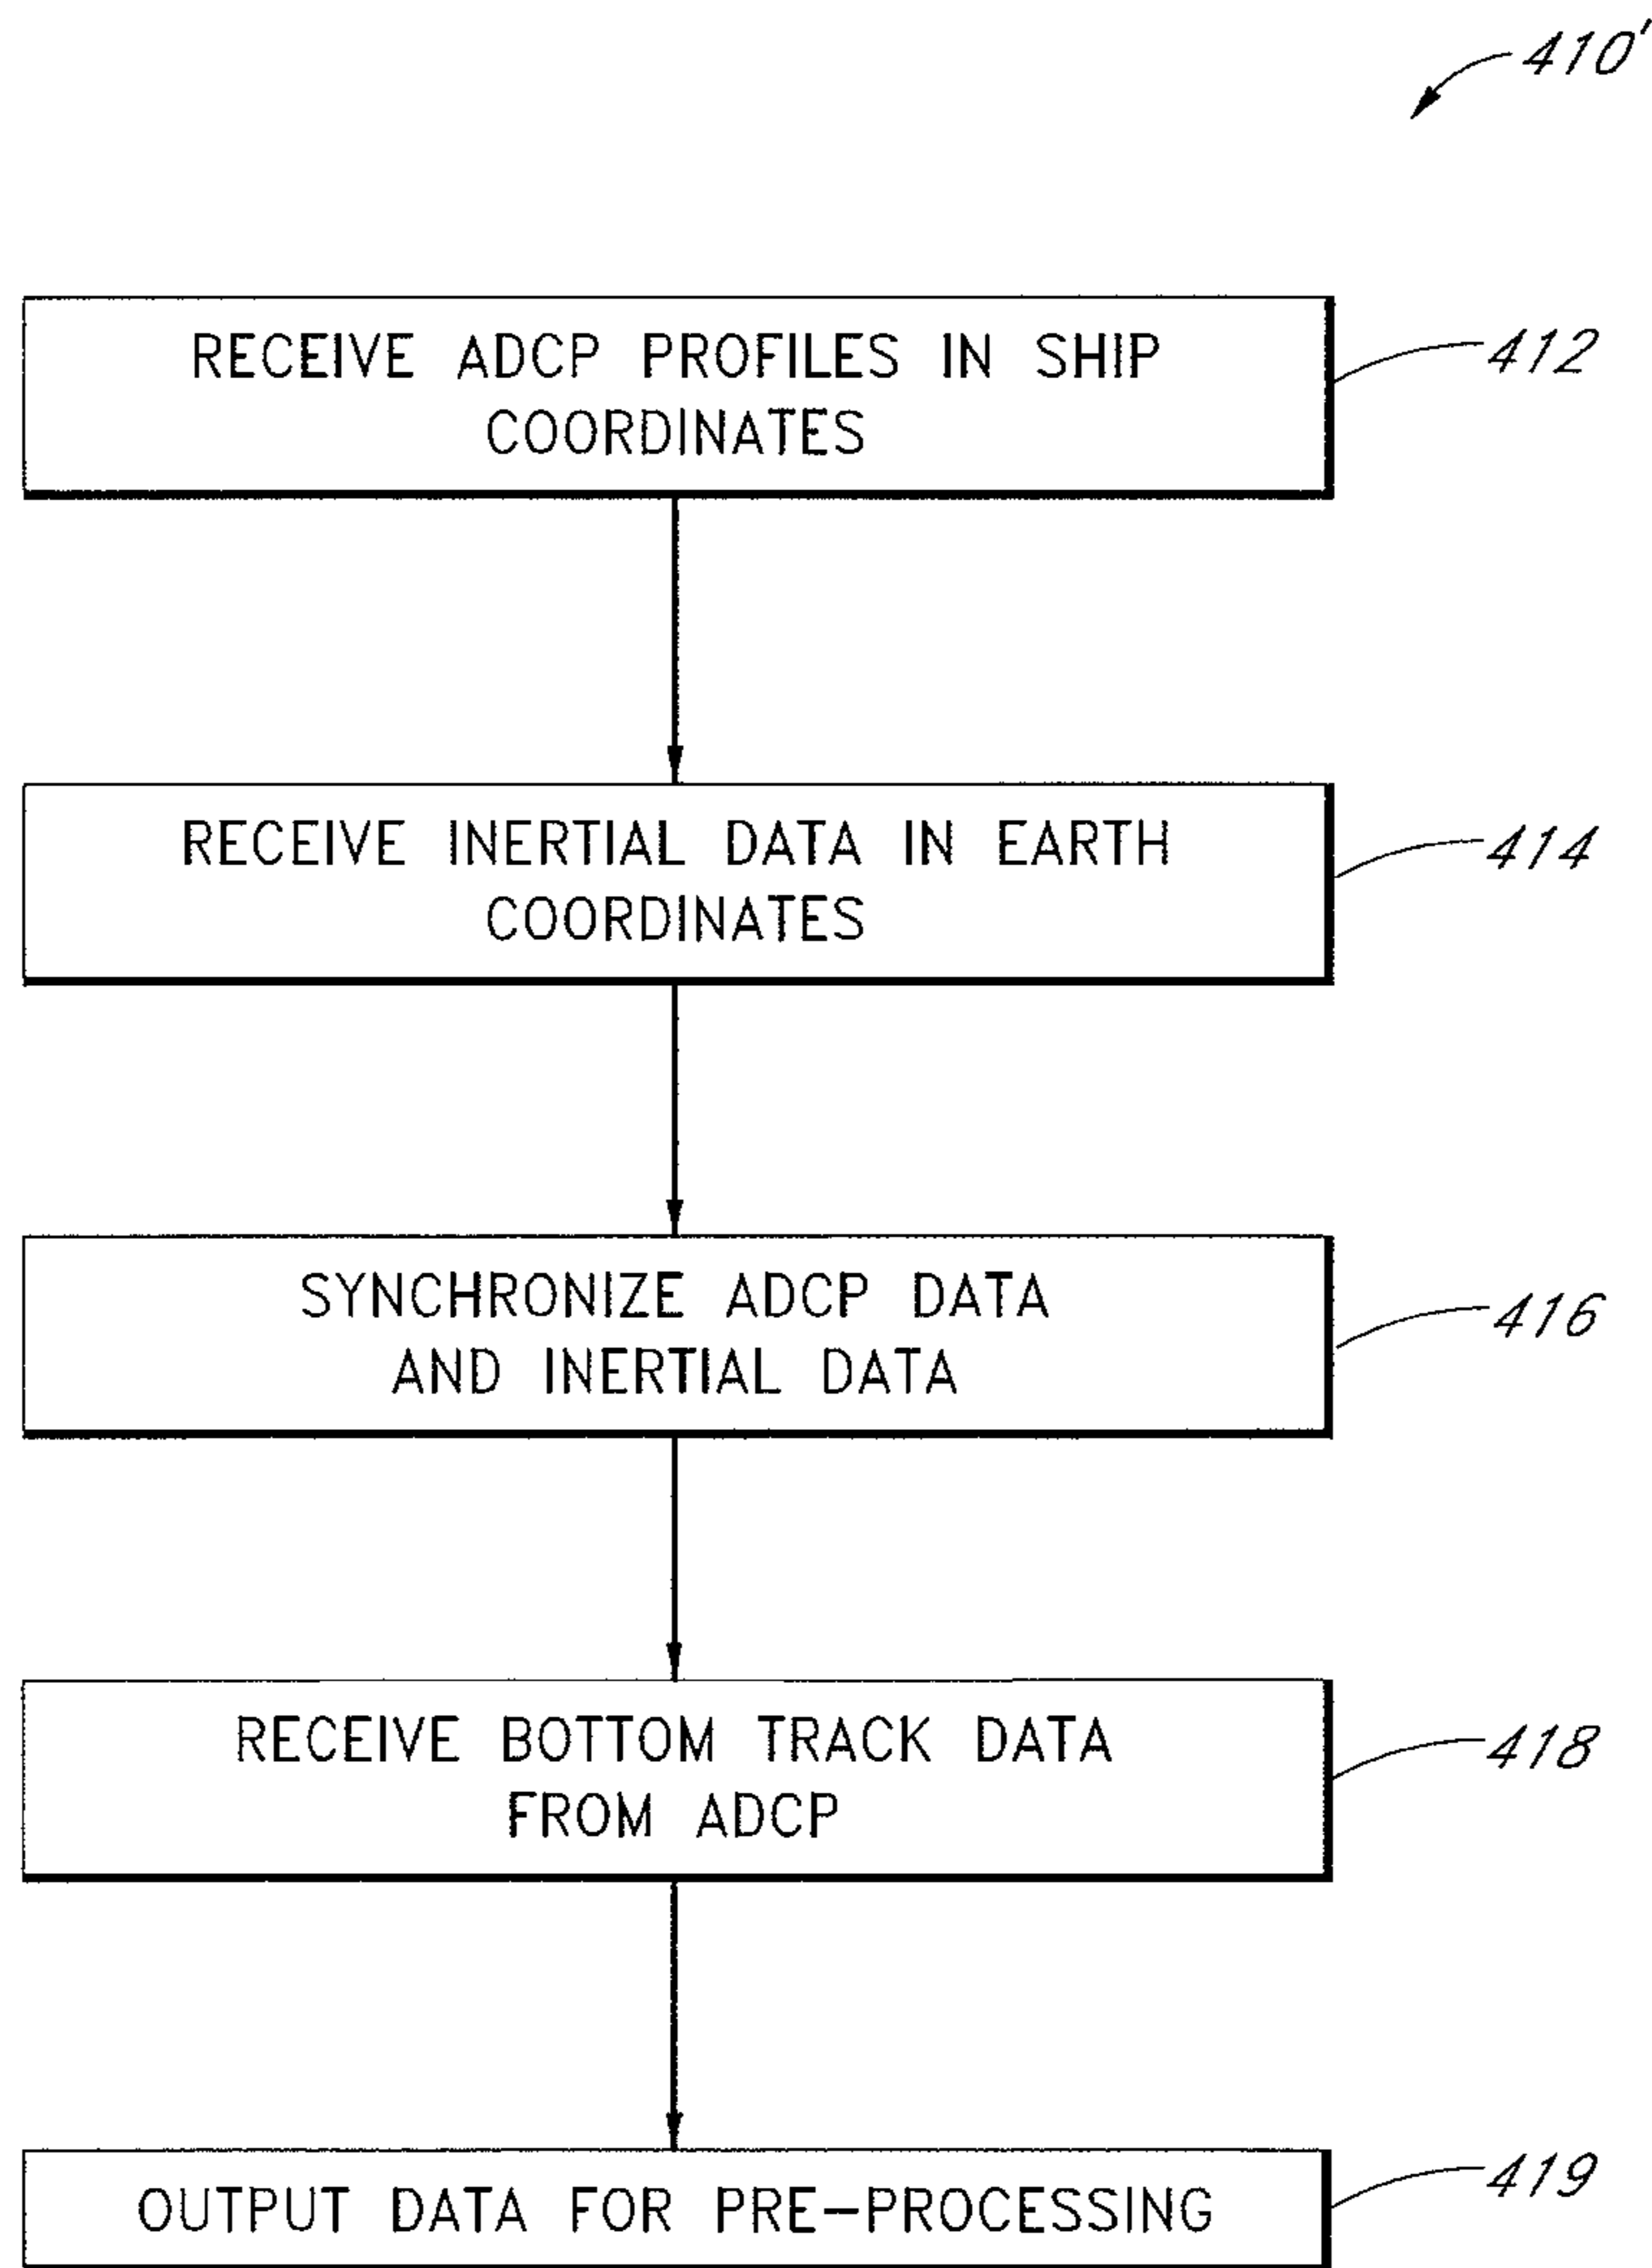 410'
RECEIVE ADCP PROFILES IN SHIP
COORDINATES
412
RECEIVE INERTIAL DATA IN EARTH
COORDINATES
414
SYNCHRONIZE ADCP DATA
AND INERTIAL DATA
416
RECEIVE BOTTOM TRACK DATA
FROM ADCP
418
OUTPUT DATA FOR PRE-PROCESSING
419